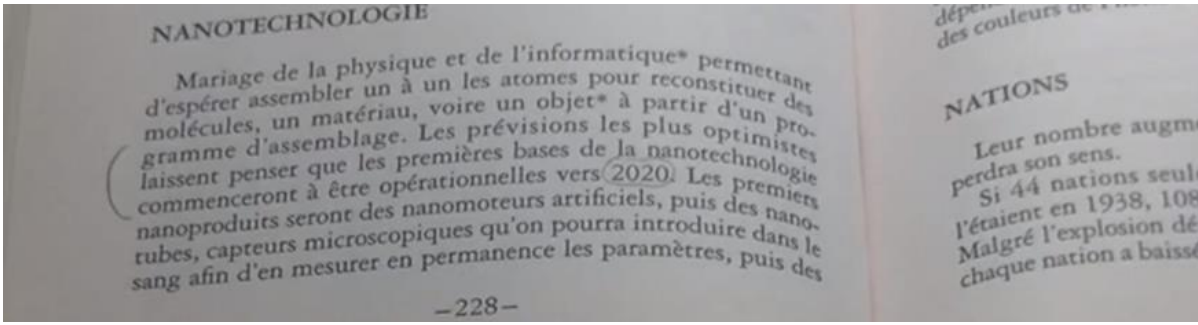 NANOTECHNOLOGIE
Mariage de la physique et de l'informatique* permettant
d'espérer assembler un à un les atomes pour reconstituer des
molécules, un matériau, voire un objet* à partir d'un pro-
gramme d'assemblage. Les prévisions les plus optimistes
laissent penser que les premières bases de la nanotechnologie
commenceront à être opérationnelles vers 2020. Les premiers
nanoproduits seront des nanomoteurs artificiels, puis des nano-
tubes, capteurs microscopiques qu'on pourra introduire dans le
sang afin d'en mesurer en permanence les paramètres, puis des
–228–
des couleurs de
NATIONS
Leur nombre augm
perdra son sens.
Si 44 nations seul
l'étaient en 1938, 108
Malgré l'explosion dé
chaque nation a baiss